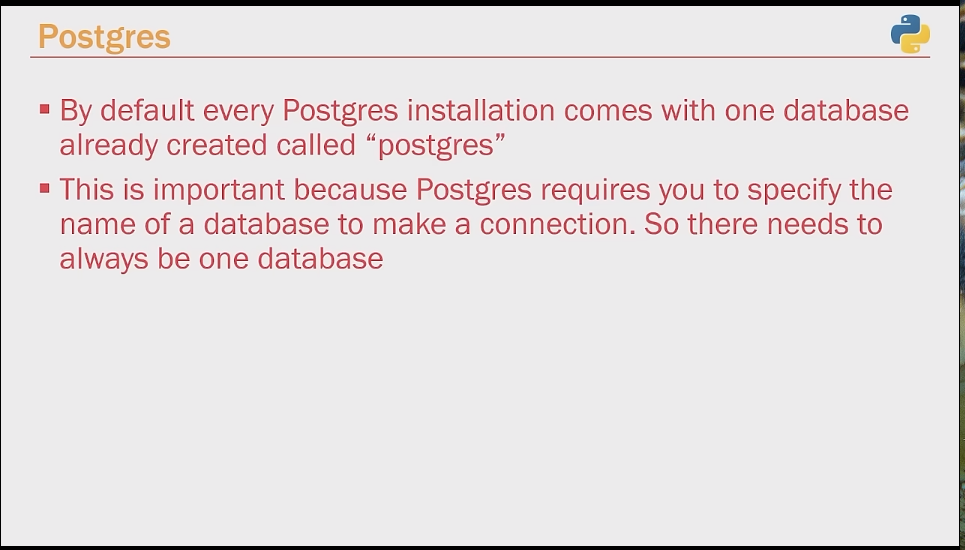 Postgres
▪ By default every Postgres installation comes with one database
already created called “postgres”
▪ This is important because Postgres requires you to specify the
name of a database to make a connection. So there needs to
always be one database